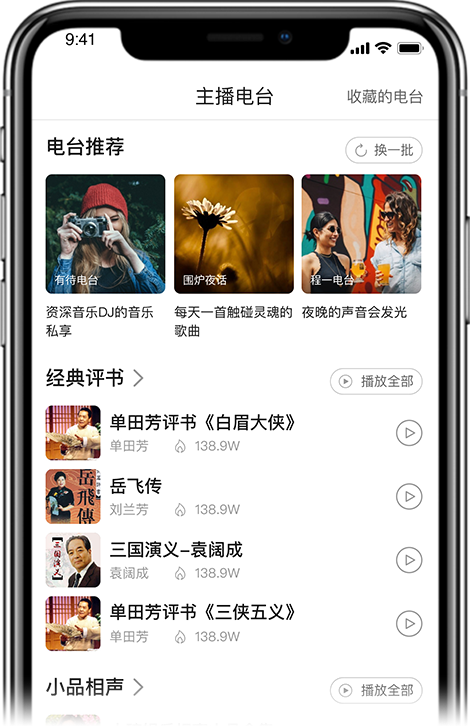 9:41
主播电台
收藏的电台
电台推荐
换一批
有待电台
围炉夜话
程一电台
资深音乐DJ的音乐
私享
每天一首触碰灵魂的
歌曲
夜晚的声音会发光
经典评书
播放全部
单田芳评书《白眉大侠》
单田芳
138.9W
岳飞传
岳飛傳
刘兰芳
138.9W
三国演义–袁阔成
三国演义
袁阔成
138.9W
单田芳评书《三侠五义》
单田芳
138.9W
小品相声
播放全部